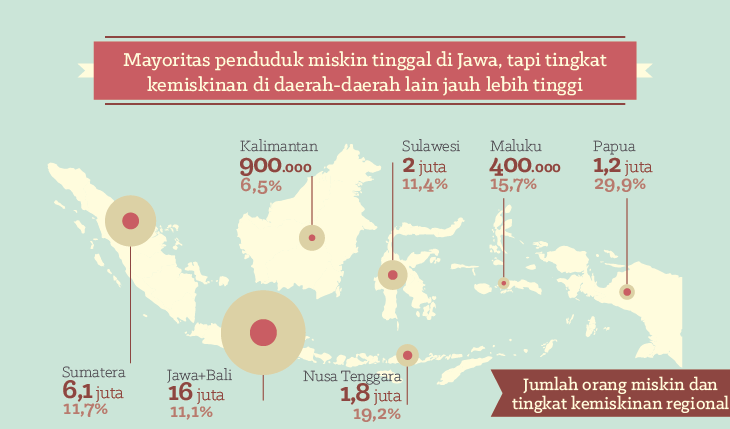 Mayoritas penduduk miskin tinggal di Jawa, tapi tingkat
kemiskinan di daerah-daerah lain jauh lebih tinggi
Kalimantan
900.000
6,5%
Sulawesi
2 juta
11,4%
Maluku
400.000
15,7%
Papua
1,2 juta
29,9%
Sumatera
6,1 juta
11,7%
Jawa+Bali
16 juta
11,1%
Nusa Tenggara
1,8 juta
19,2%
Jumlah orang miskin dan
tingkat kemiskinan regional